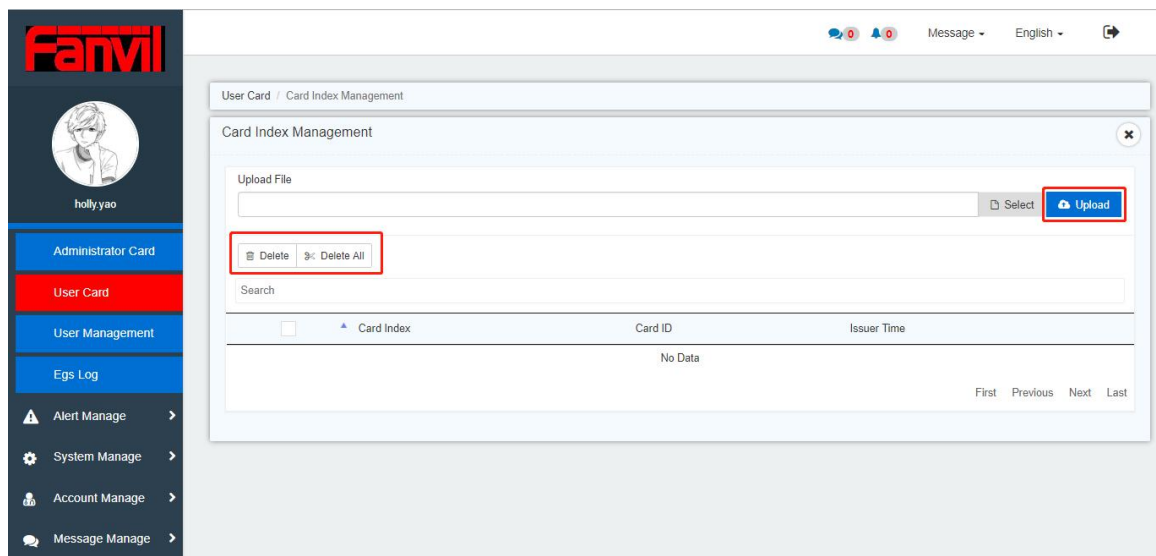 Fanvil
0 0 Message English
holly.yao
Administrator Card
User Card
User Management
Egs Log
Alert Manage
System Manage
Account Manage
Message Manage
User Card / Card Index Management
Card Index Management
Upload File
Select Upload
Delete Delete All
Search
Card Index Card ID Issuer Time
No Data
First Previous Next Last